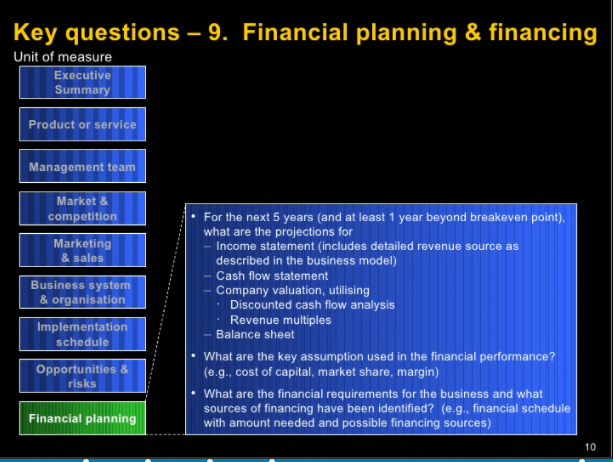 Key questions – 9. Financial planning & financing
Unit of measure
Executive
Summary
Product or service
Management team
Market &
competition
Marketing
& sales
Business system
& organisation
Implementation
schedule
Opportunities &
risks
Financial planning
• For the next 5 years (and at least 1 year beyond breakeven point),
what are the projections for
– Income statement (includes detailed revenue source as
described in the business model)
– Cash flow statement
– Company valuation, utilising
· Discounted cash flow analysis
· Revenue multiples
– Balance sheet
• What are the key assumption used in the financial performance?
(e.g., cost of capital, market share, margin)
• What are the financial requirements for the business and what
sources of financing have been identified? (e.g., financial schedule
with amount needed and possible financing sources)
10